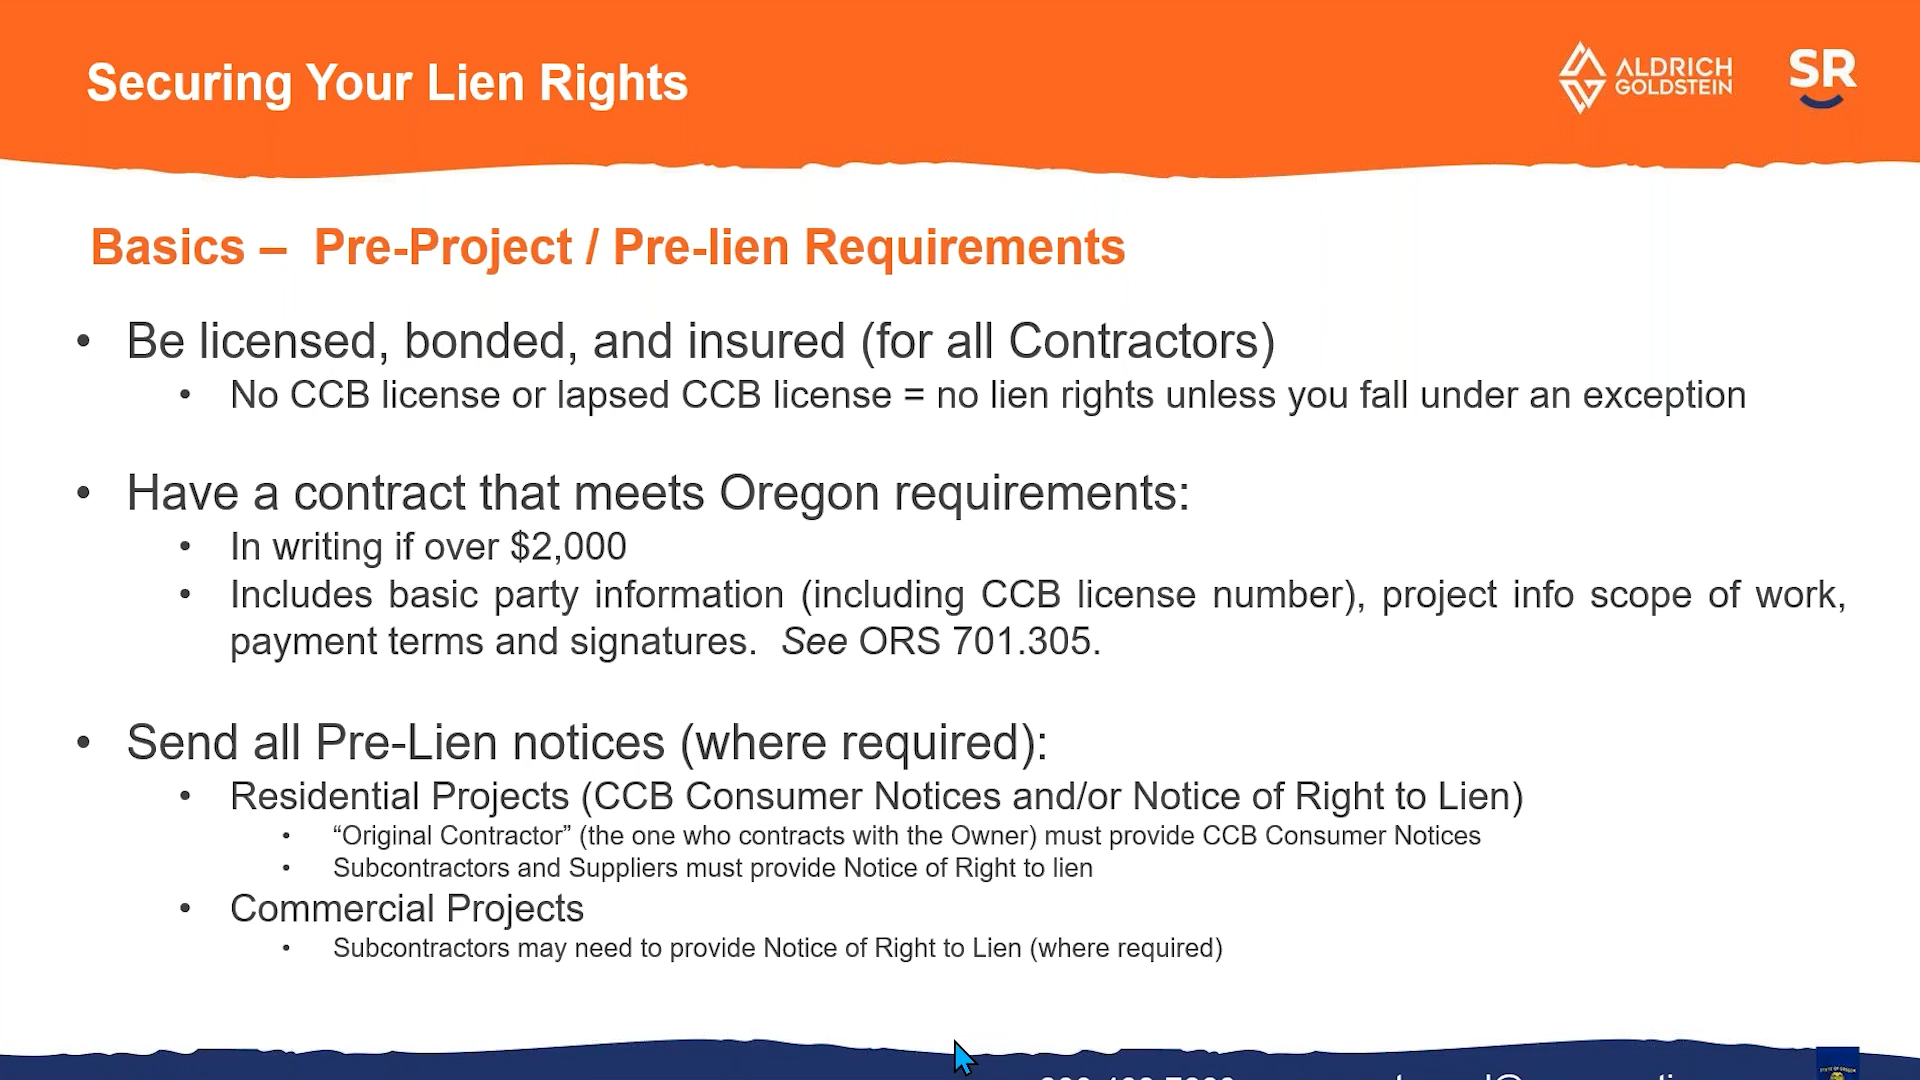 Securing Your Lien Rights
ALDRICH
GOLDSTEIN
SR
Basics – Pre-Project / Pre-lien Requirements
• Be licensed, bonded, and insured (for all Contractors)
• No CCB license or lapsed CCB license = no lien rights unless you fall under an exception
• Have a contract that meets Oregon requirements:
• In writing if over $2,000
• Includes basic party information (including CCB license number), project info scope of work,
payment terms and signatures. See ORS 701.305.
• Send all Pre-Lien notices (where required):
• Residential Projects (CCB Consumer Notices and/or Notice of Right to Lien)
• “Original Contractor” (the one who contracts with the Owner) must provide CCB Consumer Notices
• Subcontractors and Suppliers must provide Notice of Right to lien
• Commercial Projects
• Subcontractors may need to provide Notice of Right to Lien (where required)